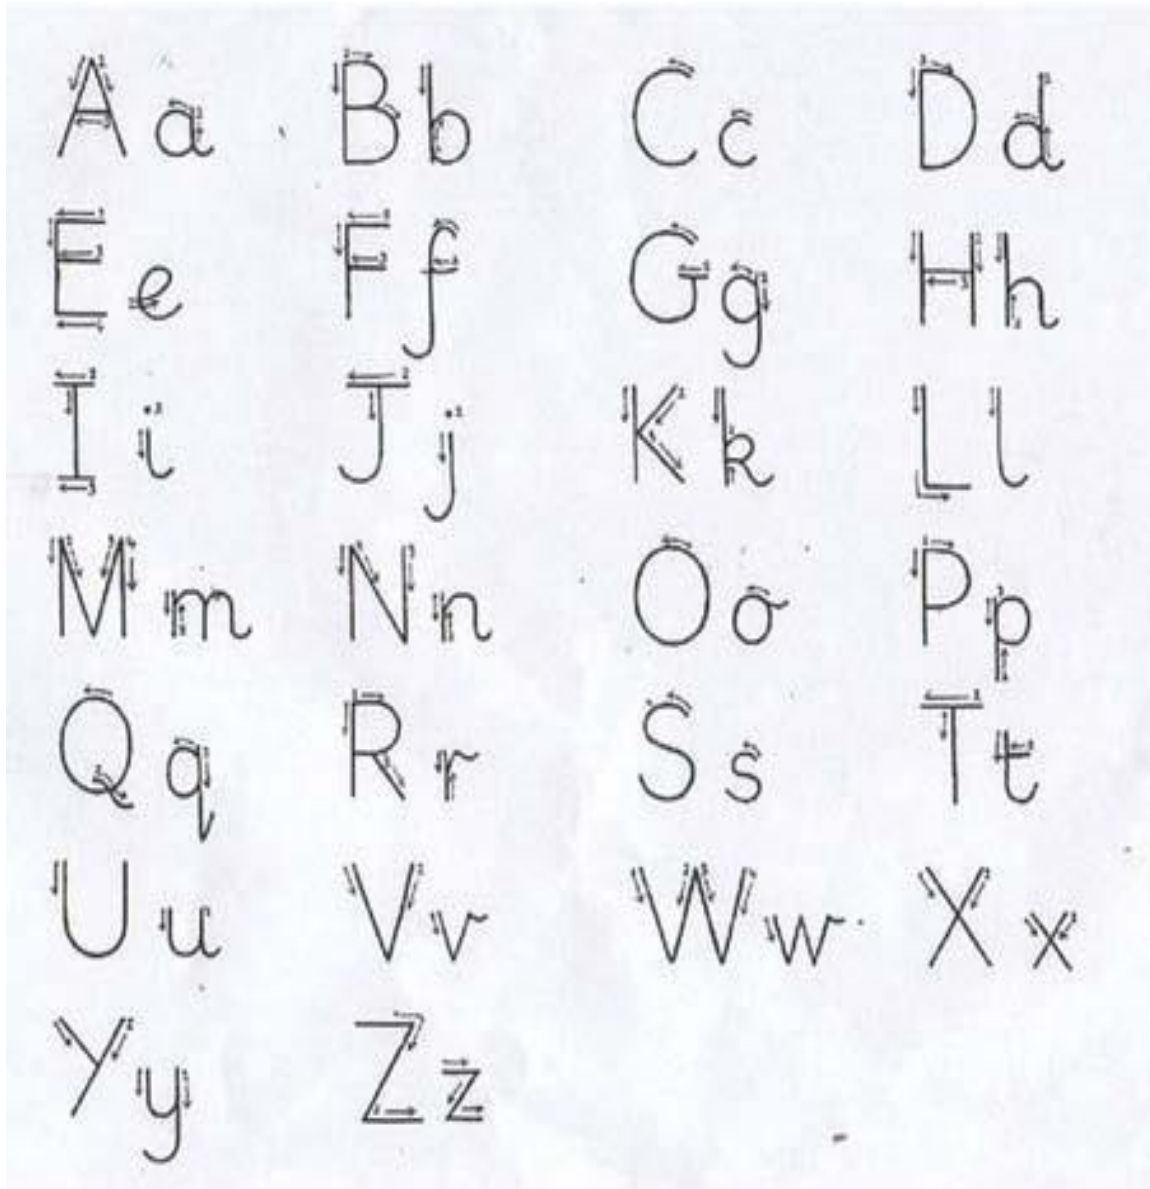 Aa Bb Cc Dd
Ee Ff Gg Hh
Ii Jj Kk Ll
Mm Nn Oo Pp
Qq Rr Ss Tt
Uu Vv Ww Xx
Yy Zz